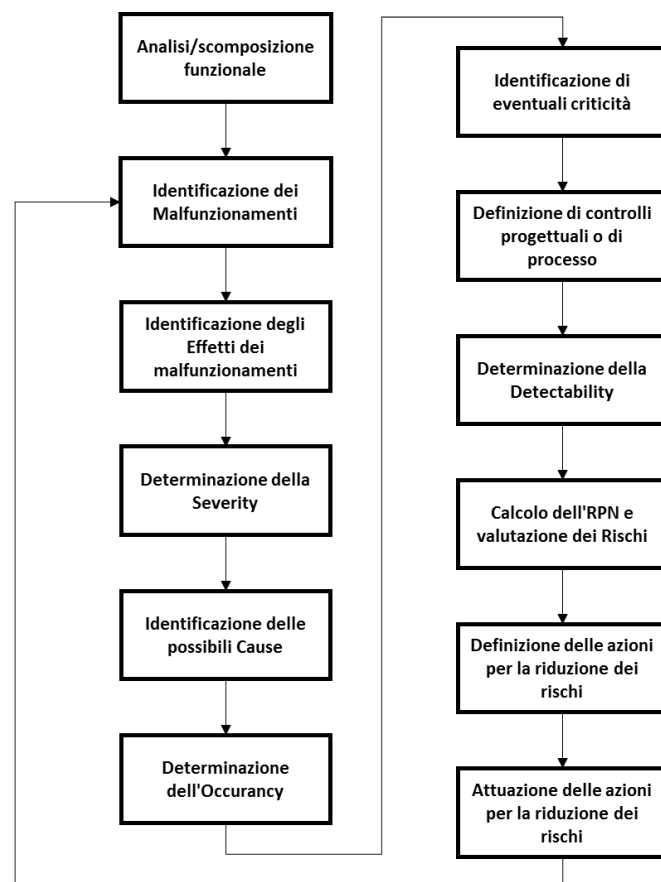 Analisi/scomposizione
funzionale
Identificazione dei
Malfunzionamenti
Identificazione degli
Effetti dei
malfunzionamenti
Determinazione della
Severity
Identificazione delle
possibili Cause
Determinazione
dell'Occurancy
Identificazione di
eventuali criticità
Definizione di controlli
progettuali o di
processo
Determinazione della
Detectability
Calcolo dell'RPN e
valutazione dei Rischi
Definizione delle azioni
per la riduzione dei
rischi
Attuazione delle azioni
per la riduzione dei
rischi